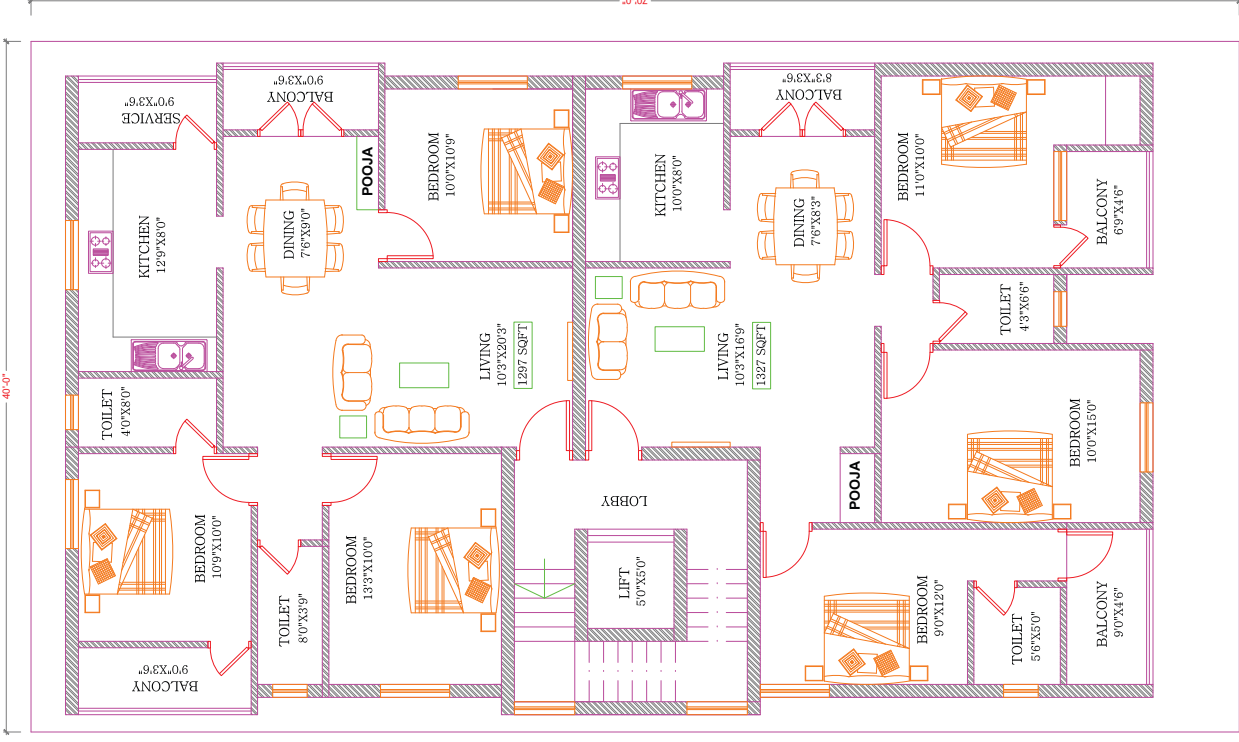 70'-0"
40'-0"
SERVICE
9'0"X3'6"
BALCONY
9'0"X3'6"
POOJA
BEDROOM
10'0"X10'9"
KITCHEN
12'9"X8'0"
DINING
7'6"X9'0"
KITCHEN
10'0"X8'0"
BALCONY
8'3"X3'6"
DINING
7'6"X8'3"
BEDROOM
11'0"X10'0"
BALCONY
6'9"X4'6"
TOILET
4'3"X6'6"
LIVING
10'3"X20'3"
1297 SQFT
LIVING
10'3"X16'9"
1327 SQFT
TOILET
4'0"X8'0"
BEDROOM
10'0"X15'0"
POOJA
LOBBY
BEDROOM
10'9"X10'0"
BEDROOM
13'3"X10'0"
TOILET
8'0"X3'9"
LIFT
5'0"X5'0"
BEDROOM
9'0"X12'0"
TOILET
5'6"X5'0"
BALCONY
9'0"X4'6"
BALCONY
9'0"X3'6"